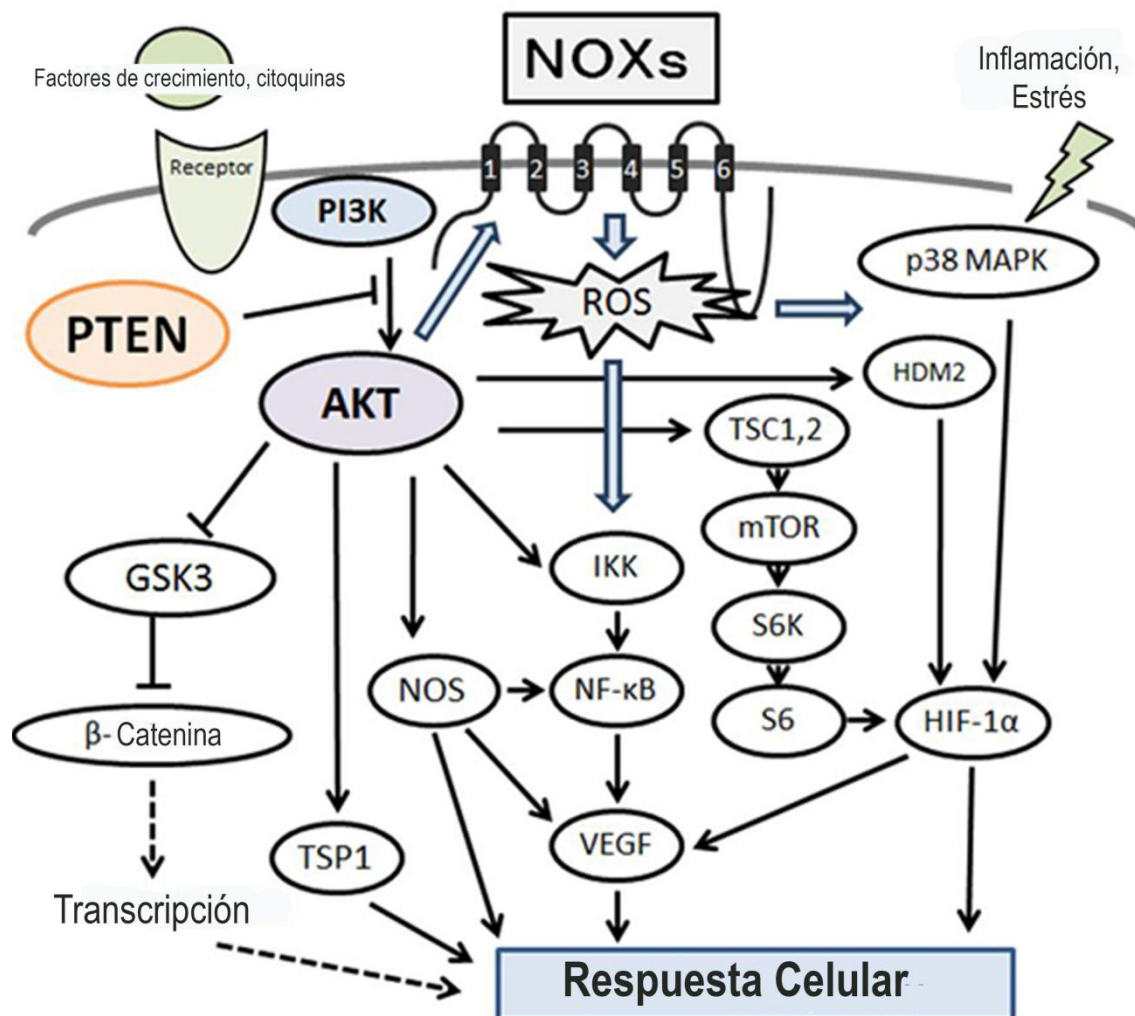 NOXs
Factores de crecimiento, citoquinas
Inflamación,
Estrés
Receptor
1 2 3 4 5 6
PI3K
p38 MAPK
ROS
PTEN
HDM2
AKT
TSC1,2
mTOR
GSK3
IKK
S6K
NOS
NF-κB
S6
HIF-1α
β- Catenina
TSP1
VEGF
Transcripción
Respuesta Celular